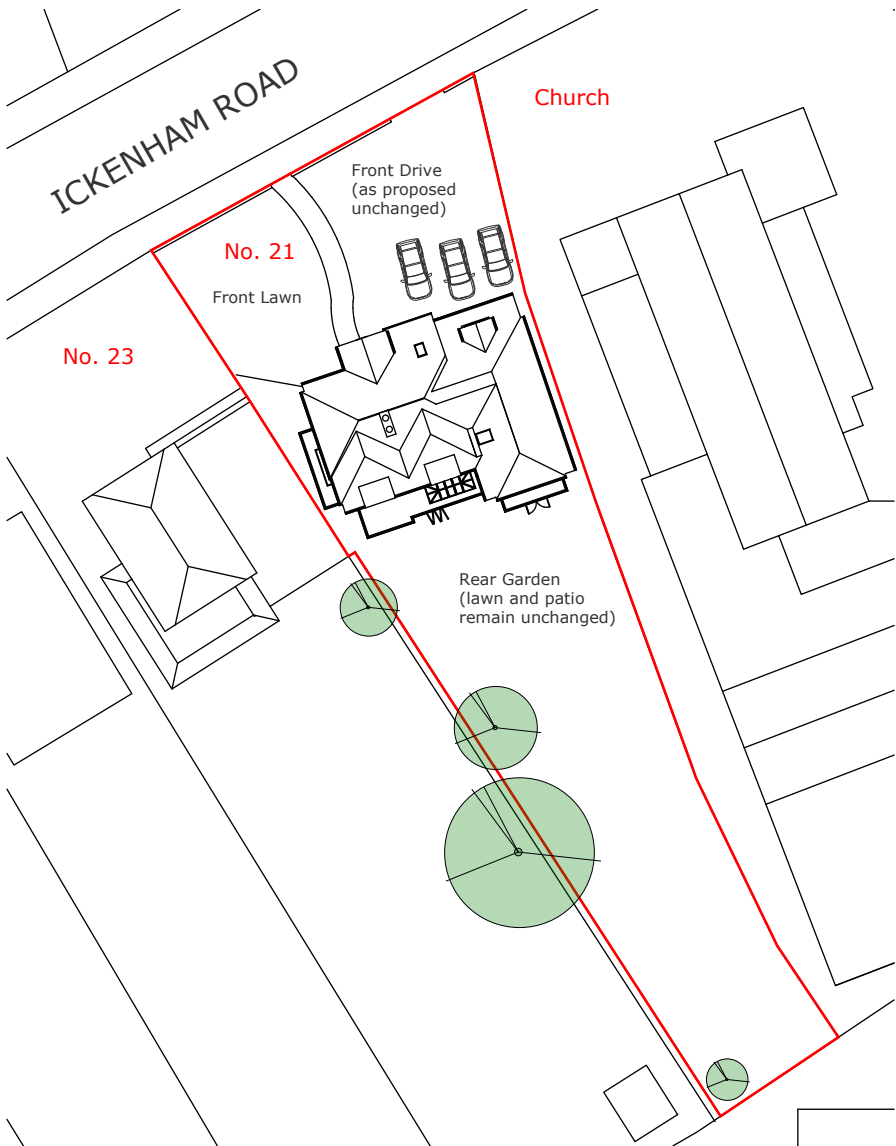 ICKENHAM ROAD
Church
Front Drive
(as proposed
unchanged)
No. 21
Front Lawn
No. 23
Rear Garden
(lawn and patio
remain unchanged)